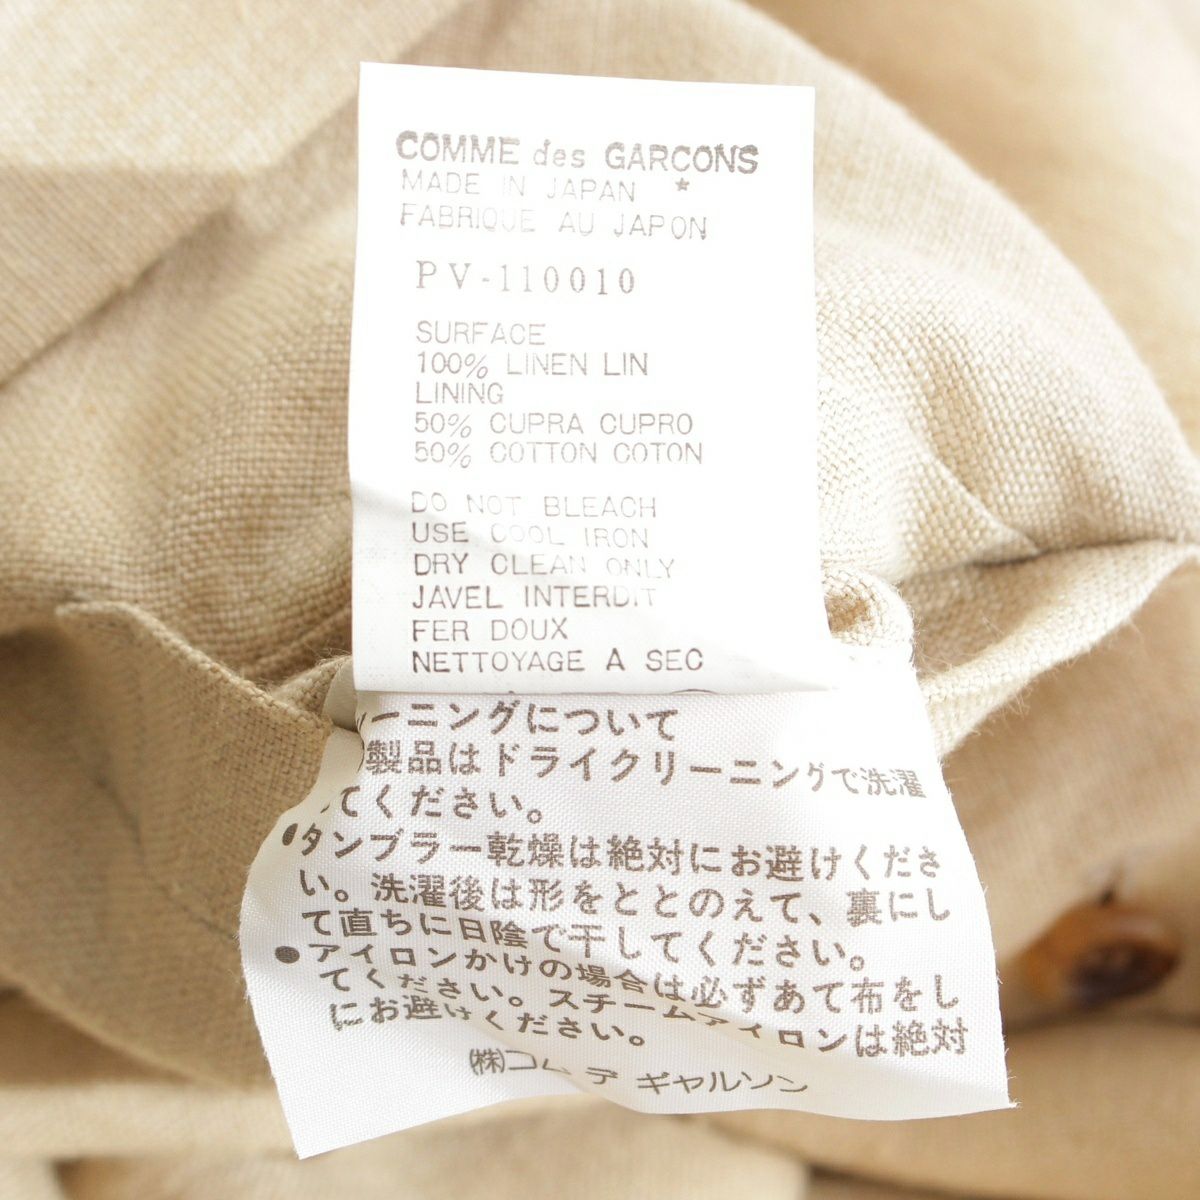 COMME des GARCONS
MADE IN JAPAN *
FABRIQUE AU JAPON
PV-110010
SURFACE
100% LINEN LIN
LINING
50% CUPRA CUPRO
50% COTTON COTON
DO NOT BLEACH
USE COOL IRON
DRY CLEAN ONLY
JAVEL INTERDIT
FER DOUX
NETTOYAGE A SEC
ーニングについて
製品はドライクリーニングで洗濯
てください。
●タンブラー乾燥は絶対にお避けくださ
い。洗濯後は形をととのえて、裏にし
て直ちに日陰で干してください。
●アイロンかけの場合は必ずあて布をし
てください。スチームアイロンは絶対
にお避けください。
㈱コム デ ギャルソン